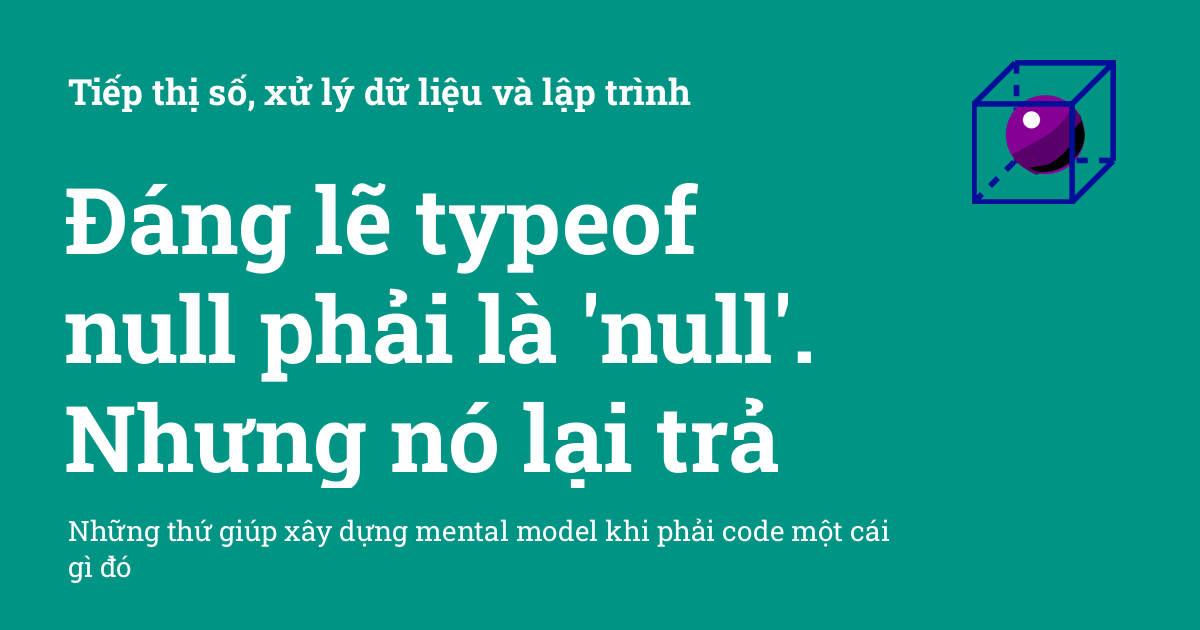 Tiếp thị số, xử lý dữ liệu và lập trình
Đáng lẽ typeof
null phải là 'null'.
Nhưng nó lại trả
Những thứ giúp xây dựng mental model khi phải code một cái
gì đó